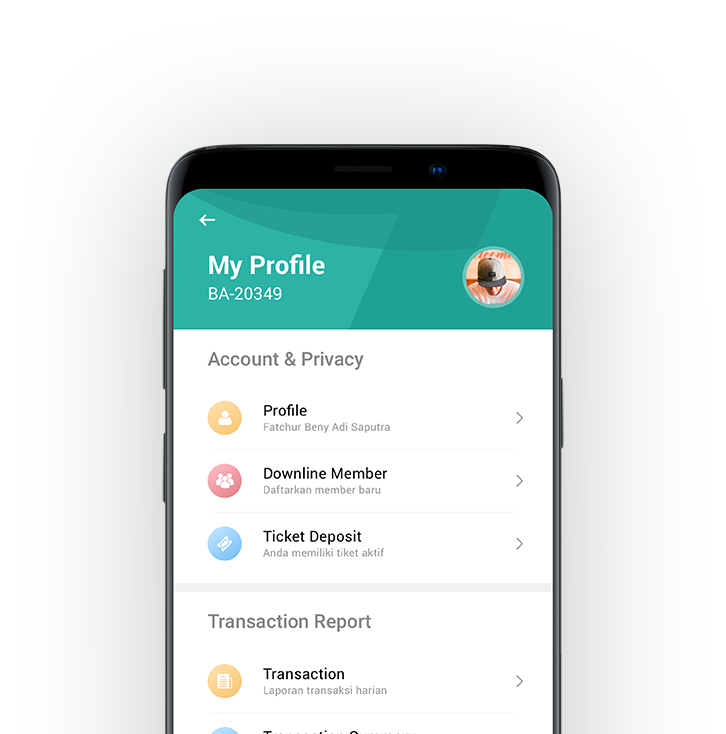 My Profile
BA-20349
Account & Privacy
Profile
Fatchur Beny Adi Saputra
Downline Member
Daftarkan member baru
Ticket Deposit
Anda memiliki tiket aktif
Transaction Report
Transaction
Laporan transaksi harian